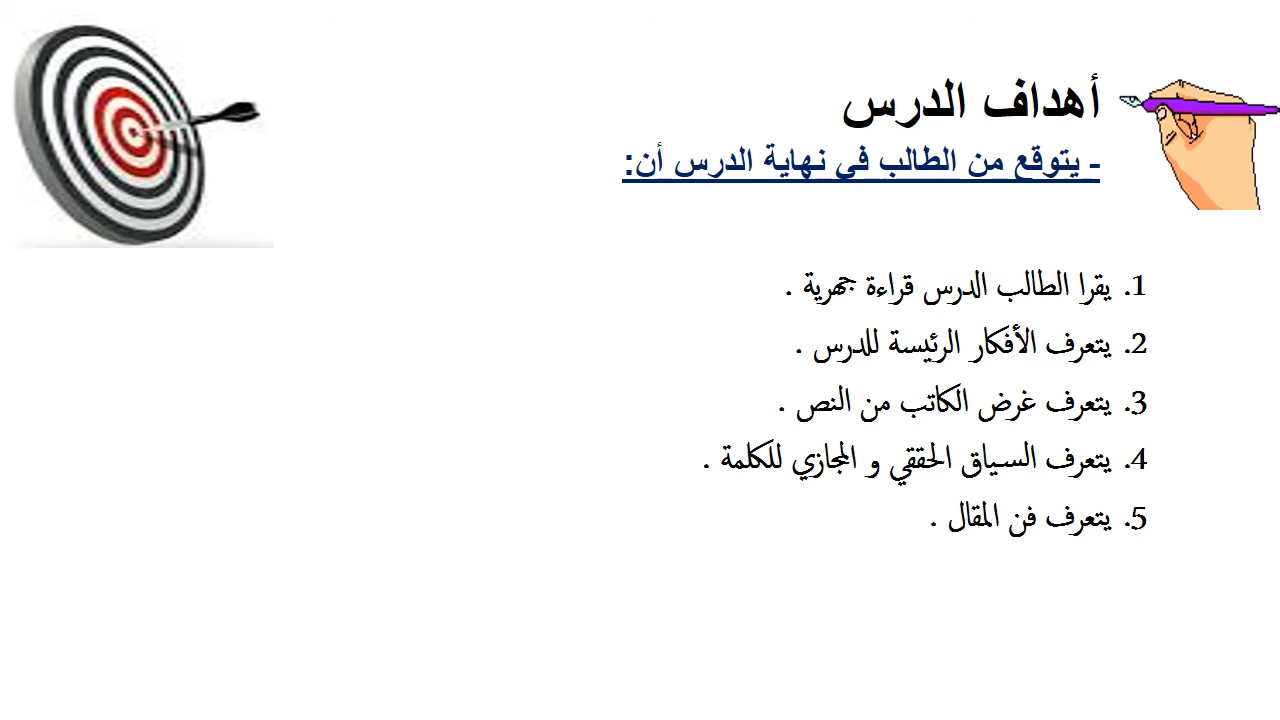 أهداف الدرس
- يتوقع من الطالب في نهاية الدرس أن:
1. يقرا الطالب الدرس قراءة جهرية .
2. يتعرف الأفكار الرئيسة للدرس .
3. يتعرف غرض الكاتب من النص .
4. يتعرف السياق الحققي و المجازي للكلمة .
5. يتعرف فن المقال .